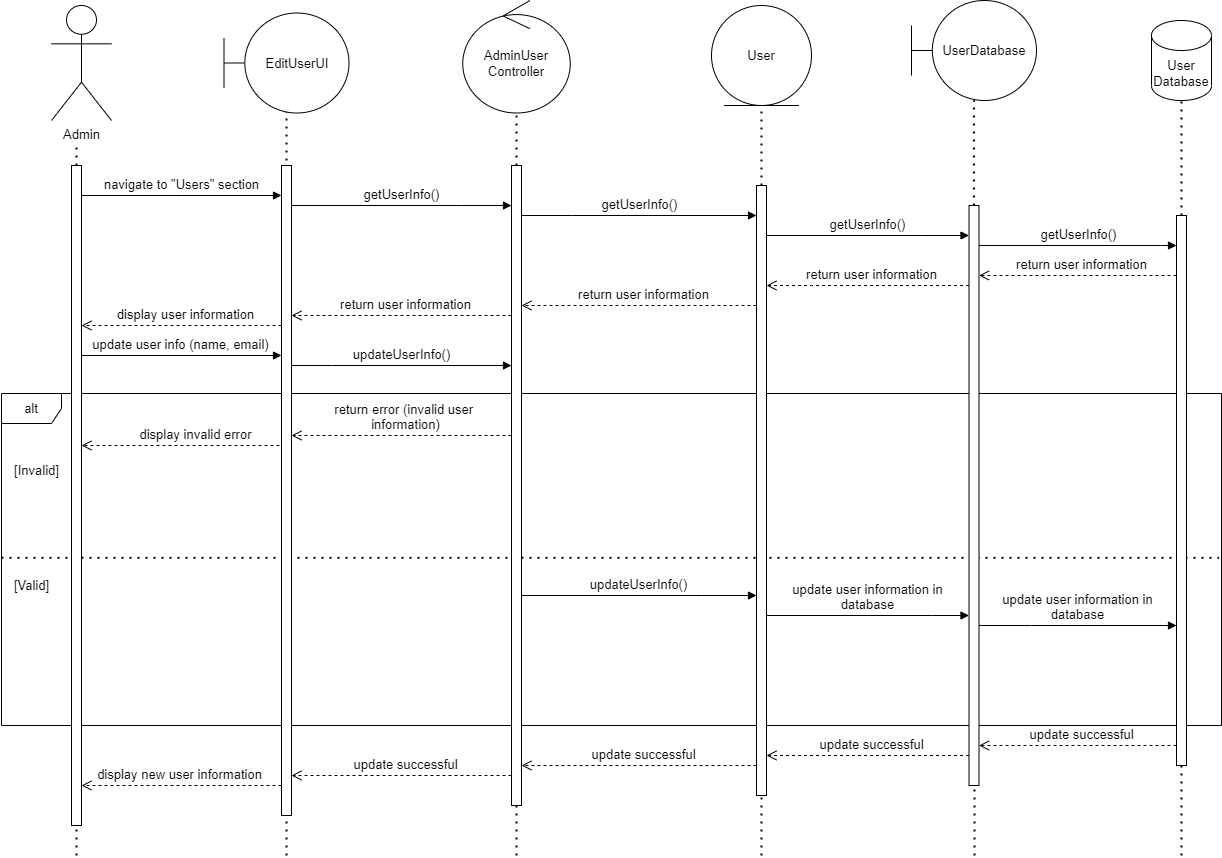 EditUserUI
AdminUser
Controller
User
UserDatabase
User
Database
Admin
navigate to "Users" section
getUserInfo()
getUserInfo()
getUserInfo()
getUserInfo()
return user information
return user information
return user information
return user information
display user information
update user info (name, email)
updateUserInfo()
alt
return error (invalid user
information)
display invalid error
[Invalid]
[Valid]
updateUserInfo()
update user information in
database
update user information in
database
update successful
update successful
update successful
update successful
display new user information